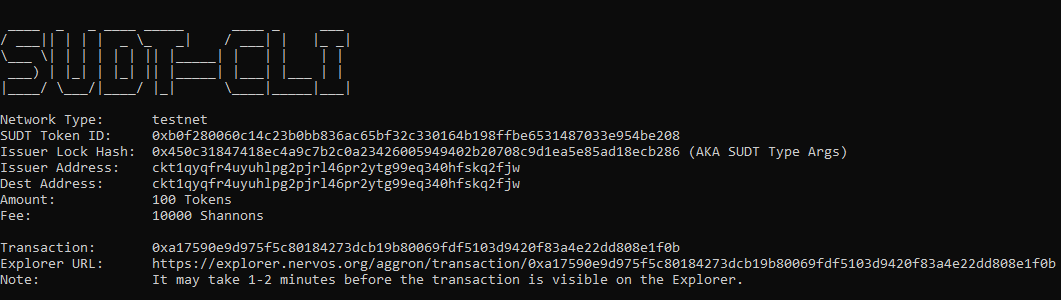 SUDT-CLI
Network Type: testnet
SUDT Token ID: 0xb0f280060c14c23b0bb836ac65bf32c330164b198ffbe6531487033e954be208
Issuer Lock Hash: 0x450c31847418ec4a9c7b2c0a23426005949402b20708c9d1ea5e85ad18ecb286 (AKA SUDT Type Args)
Issuer Address: ckt1qyqfr4uyuhlpg2pjrl46pr2ytg99eq340hfskq2fjw
Dest Address: ckt1qyqfr4uyuhlpg2pjrl46pr2ytg99eq340hfskq2fjw
Amount: 100 Tokens
Fee: 10000 Shannons
Transaction: 0xa17590e9d975f5c80184273dcb19b80069fdf5103d9420f83a4e22dd808e1f0b
Explorer URL: https://explorer.nervos.org/aggron/transaction/0xa17590e9d975f5c80184273dcb19b80069fdf5103d9420f83a4e22dd808e1f0b
Note: It may take 1-2 minutes before the transaction is visible on the Explorer.